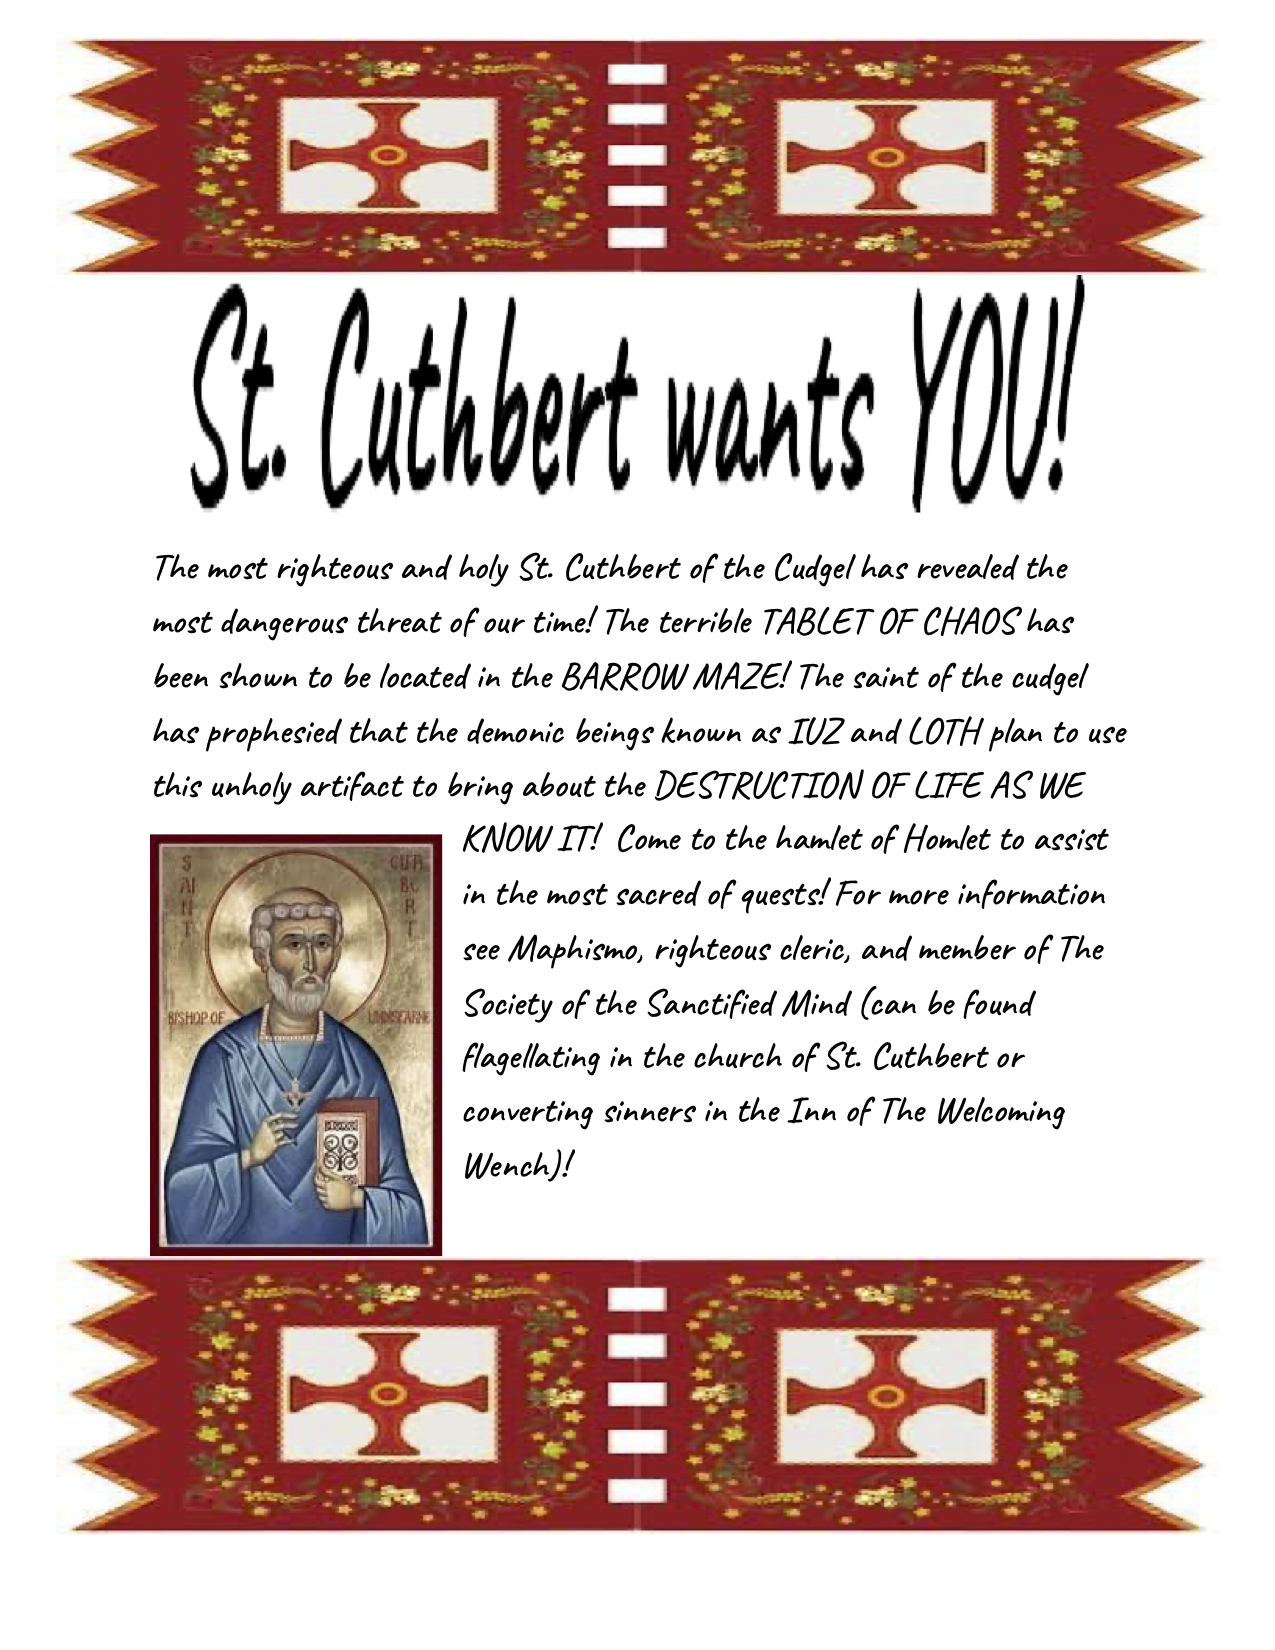 St. Cuthbert wants YOU!
The most righteous and holy St. Cuthbert of the Cudgel has revealed the
most dangerous threat of our time! The terrible TABLET OF CHAOS has
been shown to be located in the BARROW MAZE! The saint of the cudgel
has prophesied that the demonic beings known as IUZ and LOTH plan to use
this unholy artifact to bring about the DESTRUCTION OF LIFE AS WE
KNOW IT! Come to the hamlet of Homlet to assist
in the most sacred of quests! For more information
see Maphismo, righteous cleric, and member of The
Society of the Sanctified Mind (can be found
flagellating in the church of St. Cuthbert or
converting sinners in the Inn of The Welcoming
Wench)!
SAINT
BISHOP OF